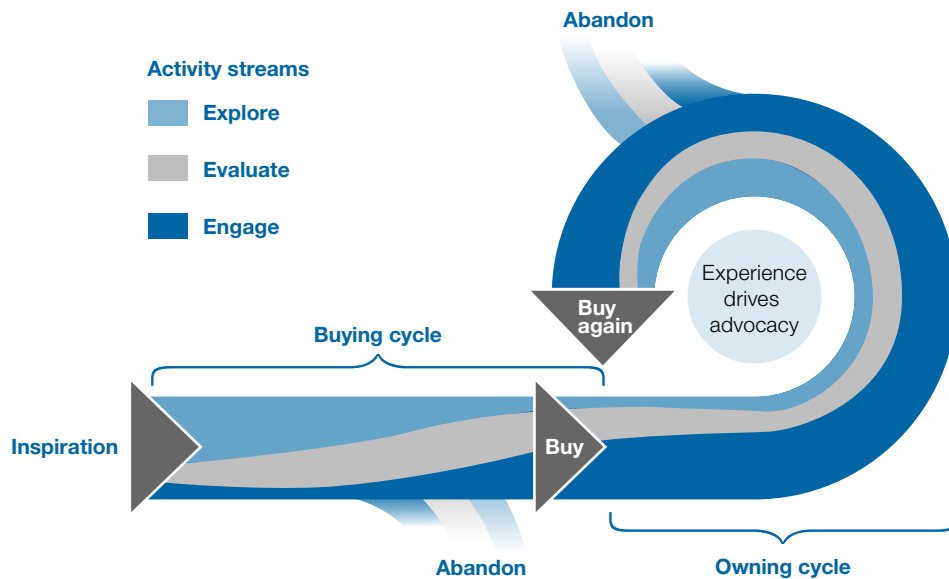 Abandon
Activity streams
Explore
Evaluate
Engage
Experience
drives
advocacy
Buy
again
Buying cycle
Inspiration
Buy
Abandon
Owning cycle